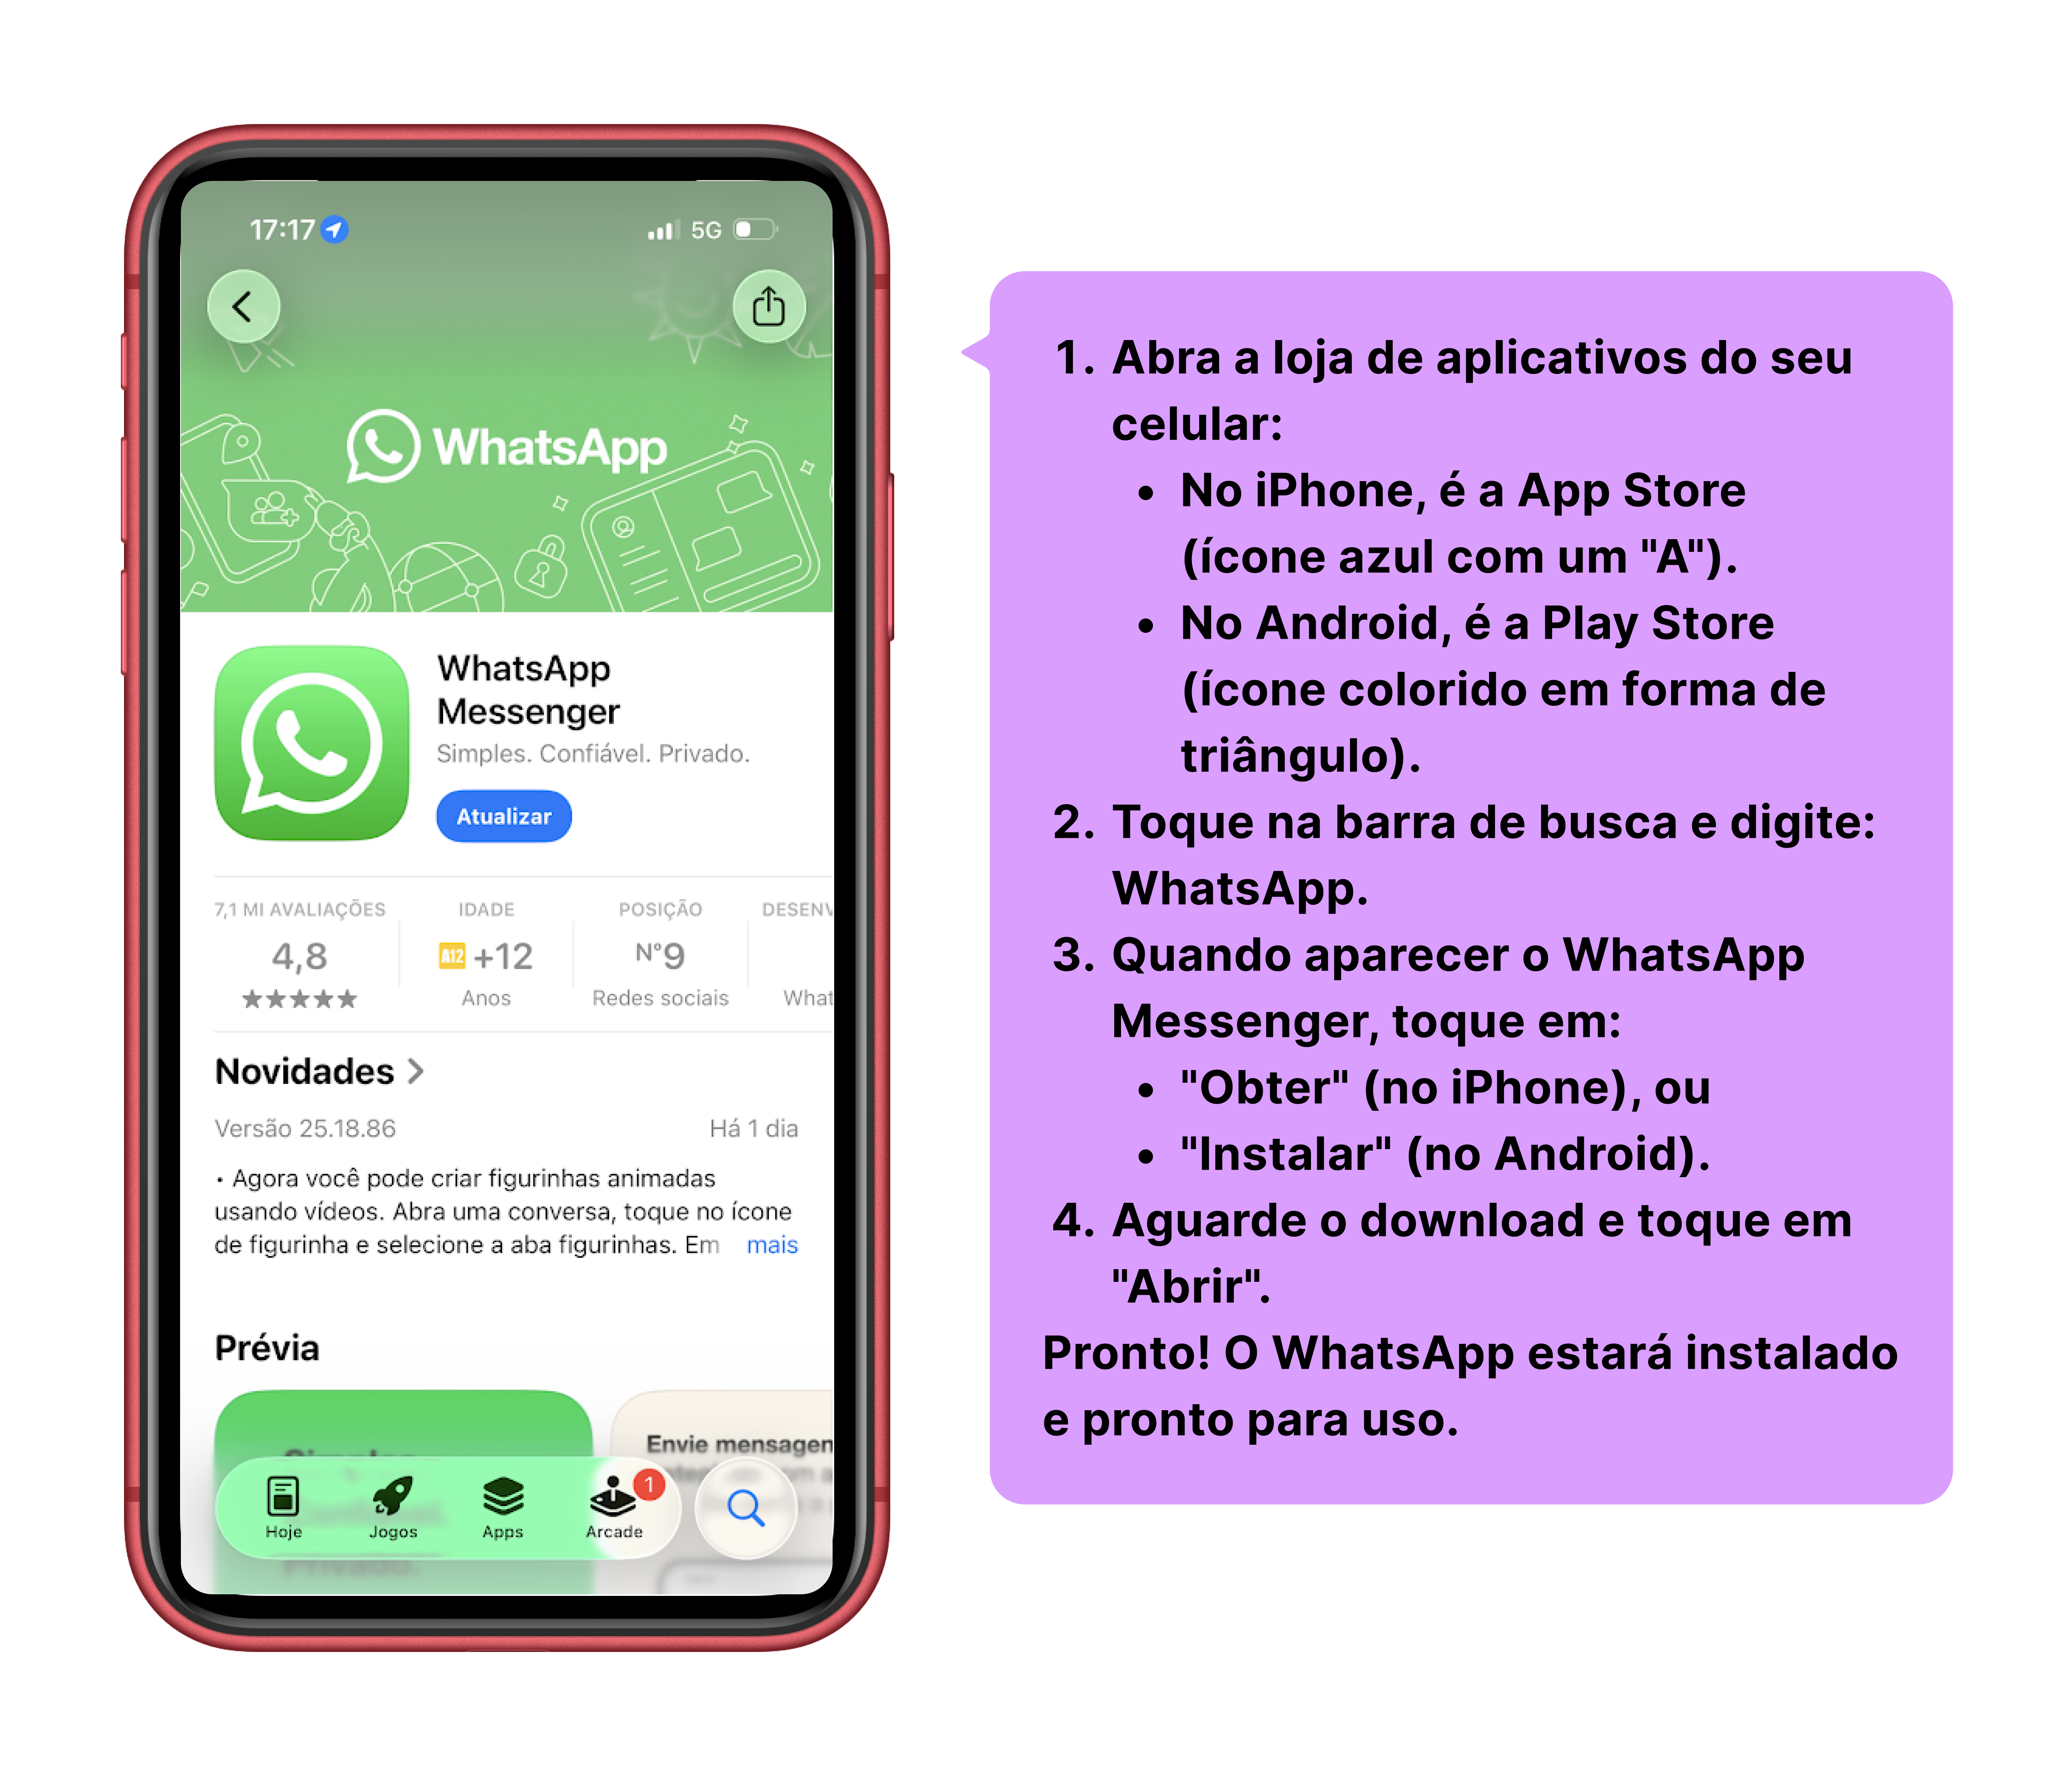 17:17
5G
WhatsApp
WhatsApp
Messenger
Simples. Confiável. Privado.
Atualizar
7,1 MI AVALIAÇÕES
4,8
IDADE
A12 +12
Anos
POSIÇÃO
Nº9
Redes sociais
DESENV
What
Novidades
Versão 25.18.86
Há 1 dia
• Agora você pode criar figurinhas animadas
usando vídeos. Abra uma conversa, toque no ícone
de figurinha e selecione a aba figurinhas. Em mais
Prévia
Envie mensagen
Privado.
Hoje
Jogos
Apps
Arcade
1
1. Abra a loja de aplicativos do seu
celular:
• No iPhone, é a App Store
(ícone azul com um "A").
• No Android, é a Play Store
(ícone colorido em forma de
triângulo).
2. Toque na barra de busca e digite:
WhatsApp.
3. Quando aparecer o WhatsApp
Messenger, toque em:
• "Obter" (no iPhone), ou
• "Instalar" (no Android).
4. Aguarde o download e toque em
"Abrir".
Pronto! O WhatsApp estará instalado
e pronto para uso.